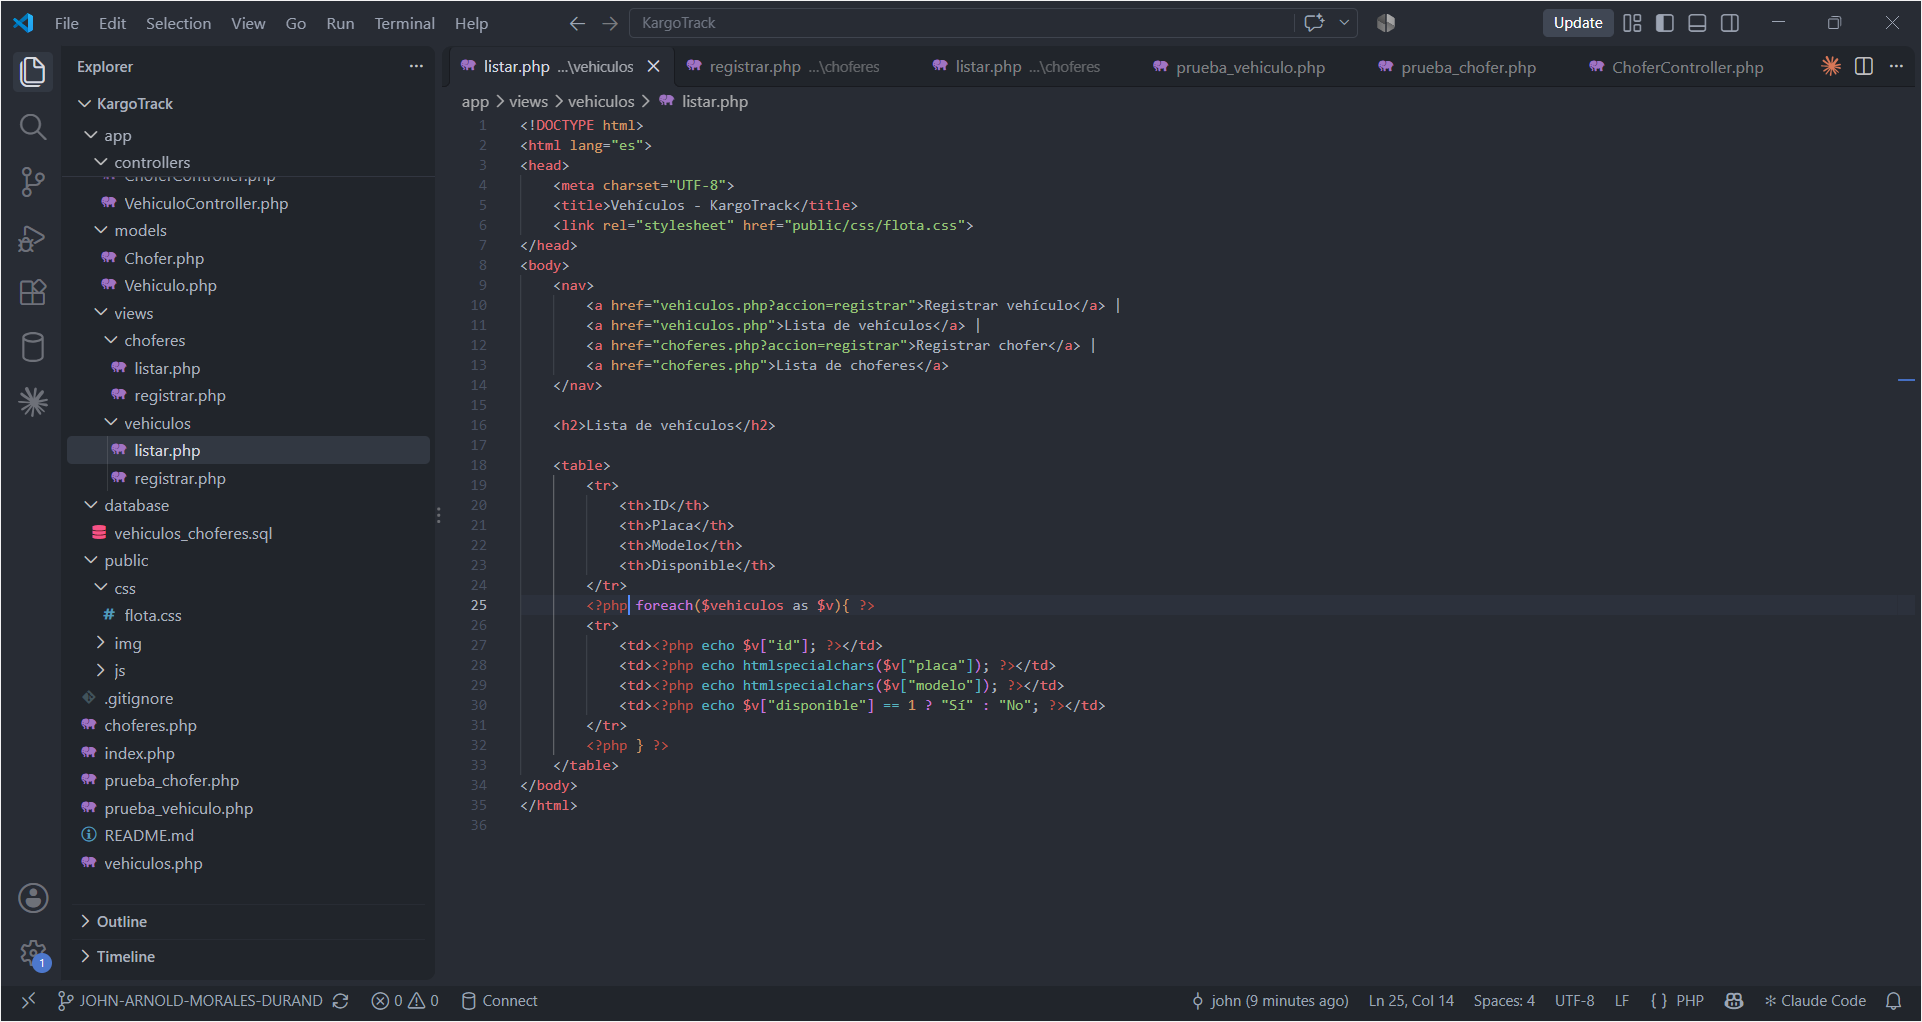 File Edit Selection View Go Run Terminal Help
KargoTrack
Update
Explorer
KargoTrack
app
controllers
ChoferController.php
VehiculoController.php
models
Chofer.php
Vehiculo.php
views
choferes
listar.php
registrar.php
vehiculos
listar.php
registrar.php
database
vehiculos_choferes.sql
public
css
flota.css
img
js
.gitignore
choferes.php
index.php
prueba_chofer.php
prueba_vehiculo.php
README.md
vehiculos.php
Outline
Timeline
1
listar.php ...\vehiculos
registrar.php ...\choferes
listar.php ...\choferes
prueba_vehiculo.php
prueba_chofer.php
ChoferController.php
app > views > vehiculos > listar.php
1 <!DOCTYPE html>
2 <html lang="es">
3 <head>
4 <meta charset="UTF-8">
5 <title>Vehículos - KargoTrack</title>
6 <link rel="stylesheet" href="public/css/flota.css">
7 </head>
8 <body>
9 <nav>
10 <a href="vehiculos.php?accion=registrar">Registrar vehículo</a> |
11 <a href="vehiculos.php">Lista de vehículos</a> |
12 <a href="choferes.php?accion=registrar">Registrar chofer</a> |
13 <a href="choferes.php">Lista de choferes</a>
14 </nav>
15
16 <h2>Lista de vehículos</h2>
17
18 <table>
19 <tr>
20 <th>ID</th>
21 <th>Placa</th>
22 <th>Modelo</th>
23 <th>Disponible</th>
24 </tr>
25 <?php foreach($vehiculos as $v){ ?>
26 <tr>
27 <td><?php echo $v["id"]; ?></td>
28 <td><?php echo htmlspecialchars($v["placa"]); ?></td>
29 <td><?php echo htmlspecialchars($v["modelo"]); ?></td>
30 <td><?php echo $v["disponible"] == 1 ? "Sí" : "No"; ?></td>
31 </tr>
32 <?php } ?>
33 </table>
34 </body>
35 </html>
36
JOHN-ARNOLD-MORALES-DURAND 0 0 Connect
john (9 minutes ago) Ln 25, Col 14 Spaces: 4 UTF-8 LF { } PHP Claude Code